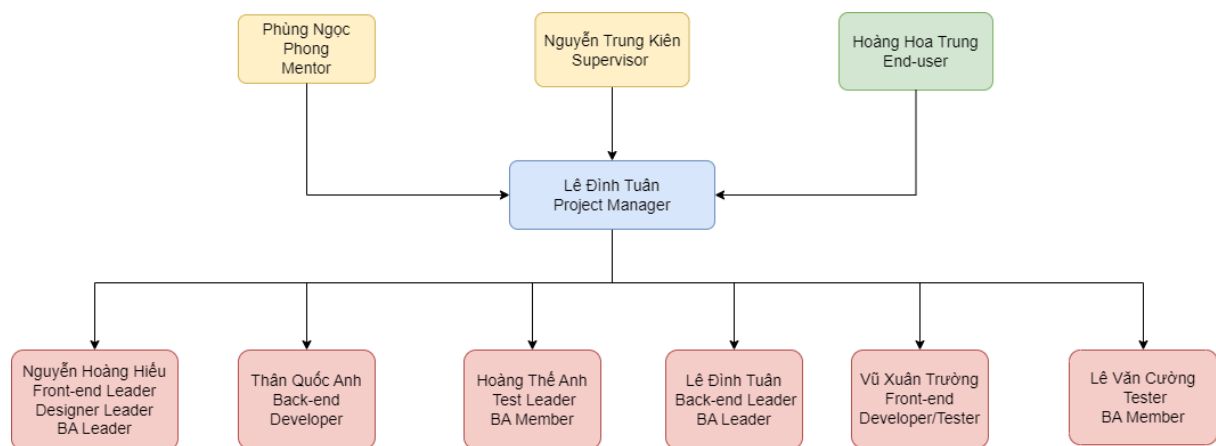 Phùng Ngọc
Phong
Mentor
Nguyễn Trung Kiên
Supervisor
Hoàng Hoa Trung
End-user
Lê Đình Tuân
Project Manager
Nguyễn Hoàng Hiếu
Front-end Leader
Designer Leader
BA Leader
Thân Quốc Anh
Back-end
Developer
Hoàng Thế Anh
Test Leader
BA Member
Lê Đình Tuân
Back-end Leader
BA Leader
Vũ Xuân Trường
Front-end
Developer/Tester
Lê Văn Cường
Tester
BA Member